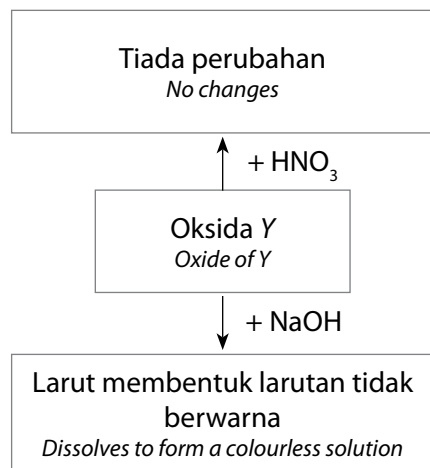 Tiada perubahan
No changes
+ HNO₃
Oksida Y
Oxide of Y
+ NaOH
Larut membentuk larutan tidak
berwarna
Dissolves to form a colourless solution